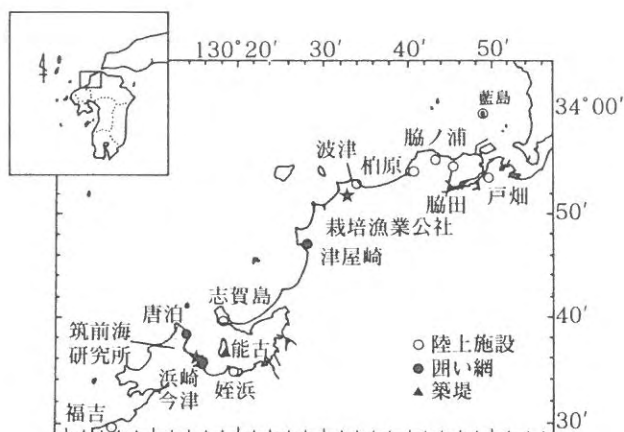 130°20′ 30′ 40′ 50′
34°00′
藍島
脇ノ浦
波津
柏原
脇田
戸畑
50′
栽培漁業公社
津屋崎
志賀島
唐泊
40′
筑前海
研究所
能古
浜崎
今津
姪浜
福吉
30′
○ 陸上施設
● 囲い網
▲ 築堤